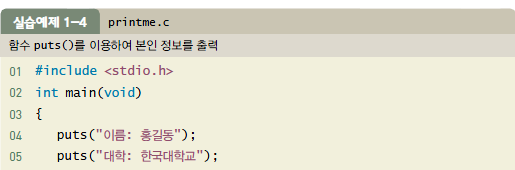 실습예제 1-4 printme.c
함수 puts()를 이용하여 본인 정보를 출력
01 #include <stdio.h>
02 int main(void)
03 {
04 puts("이름: 홍길동");
05 puts("대학: 한국대학교");